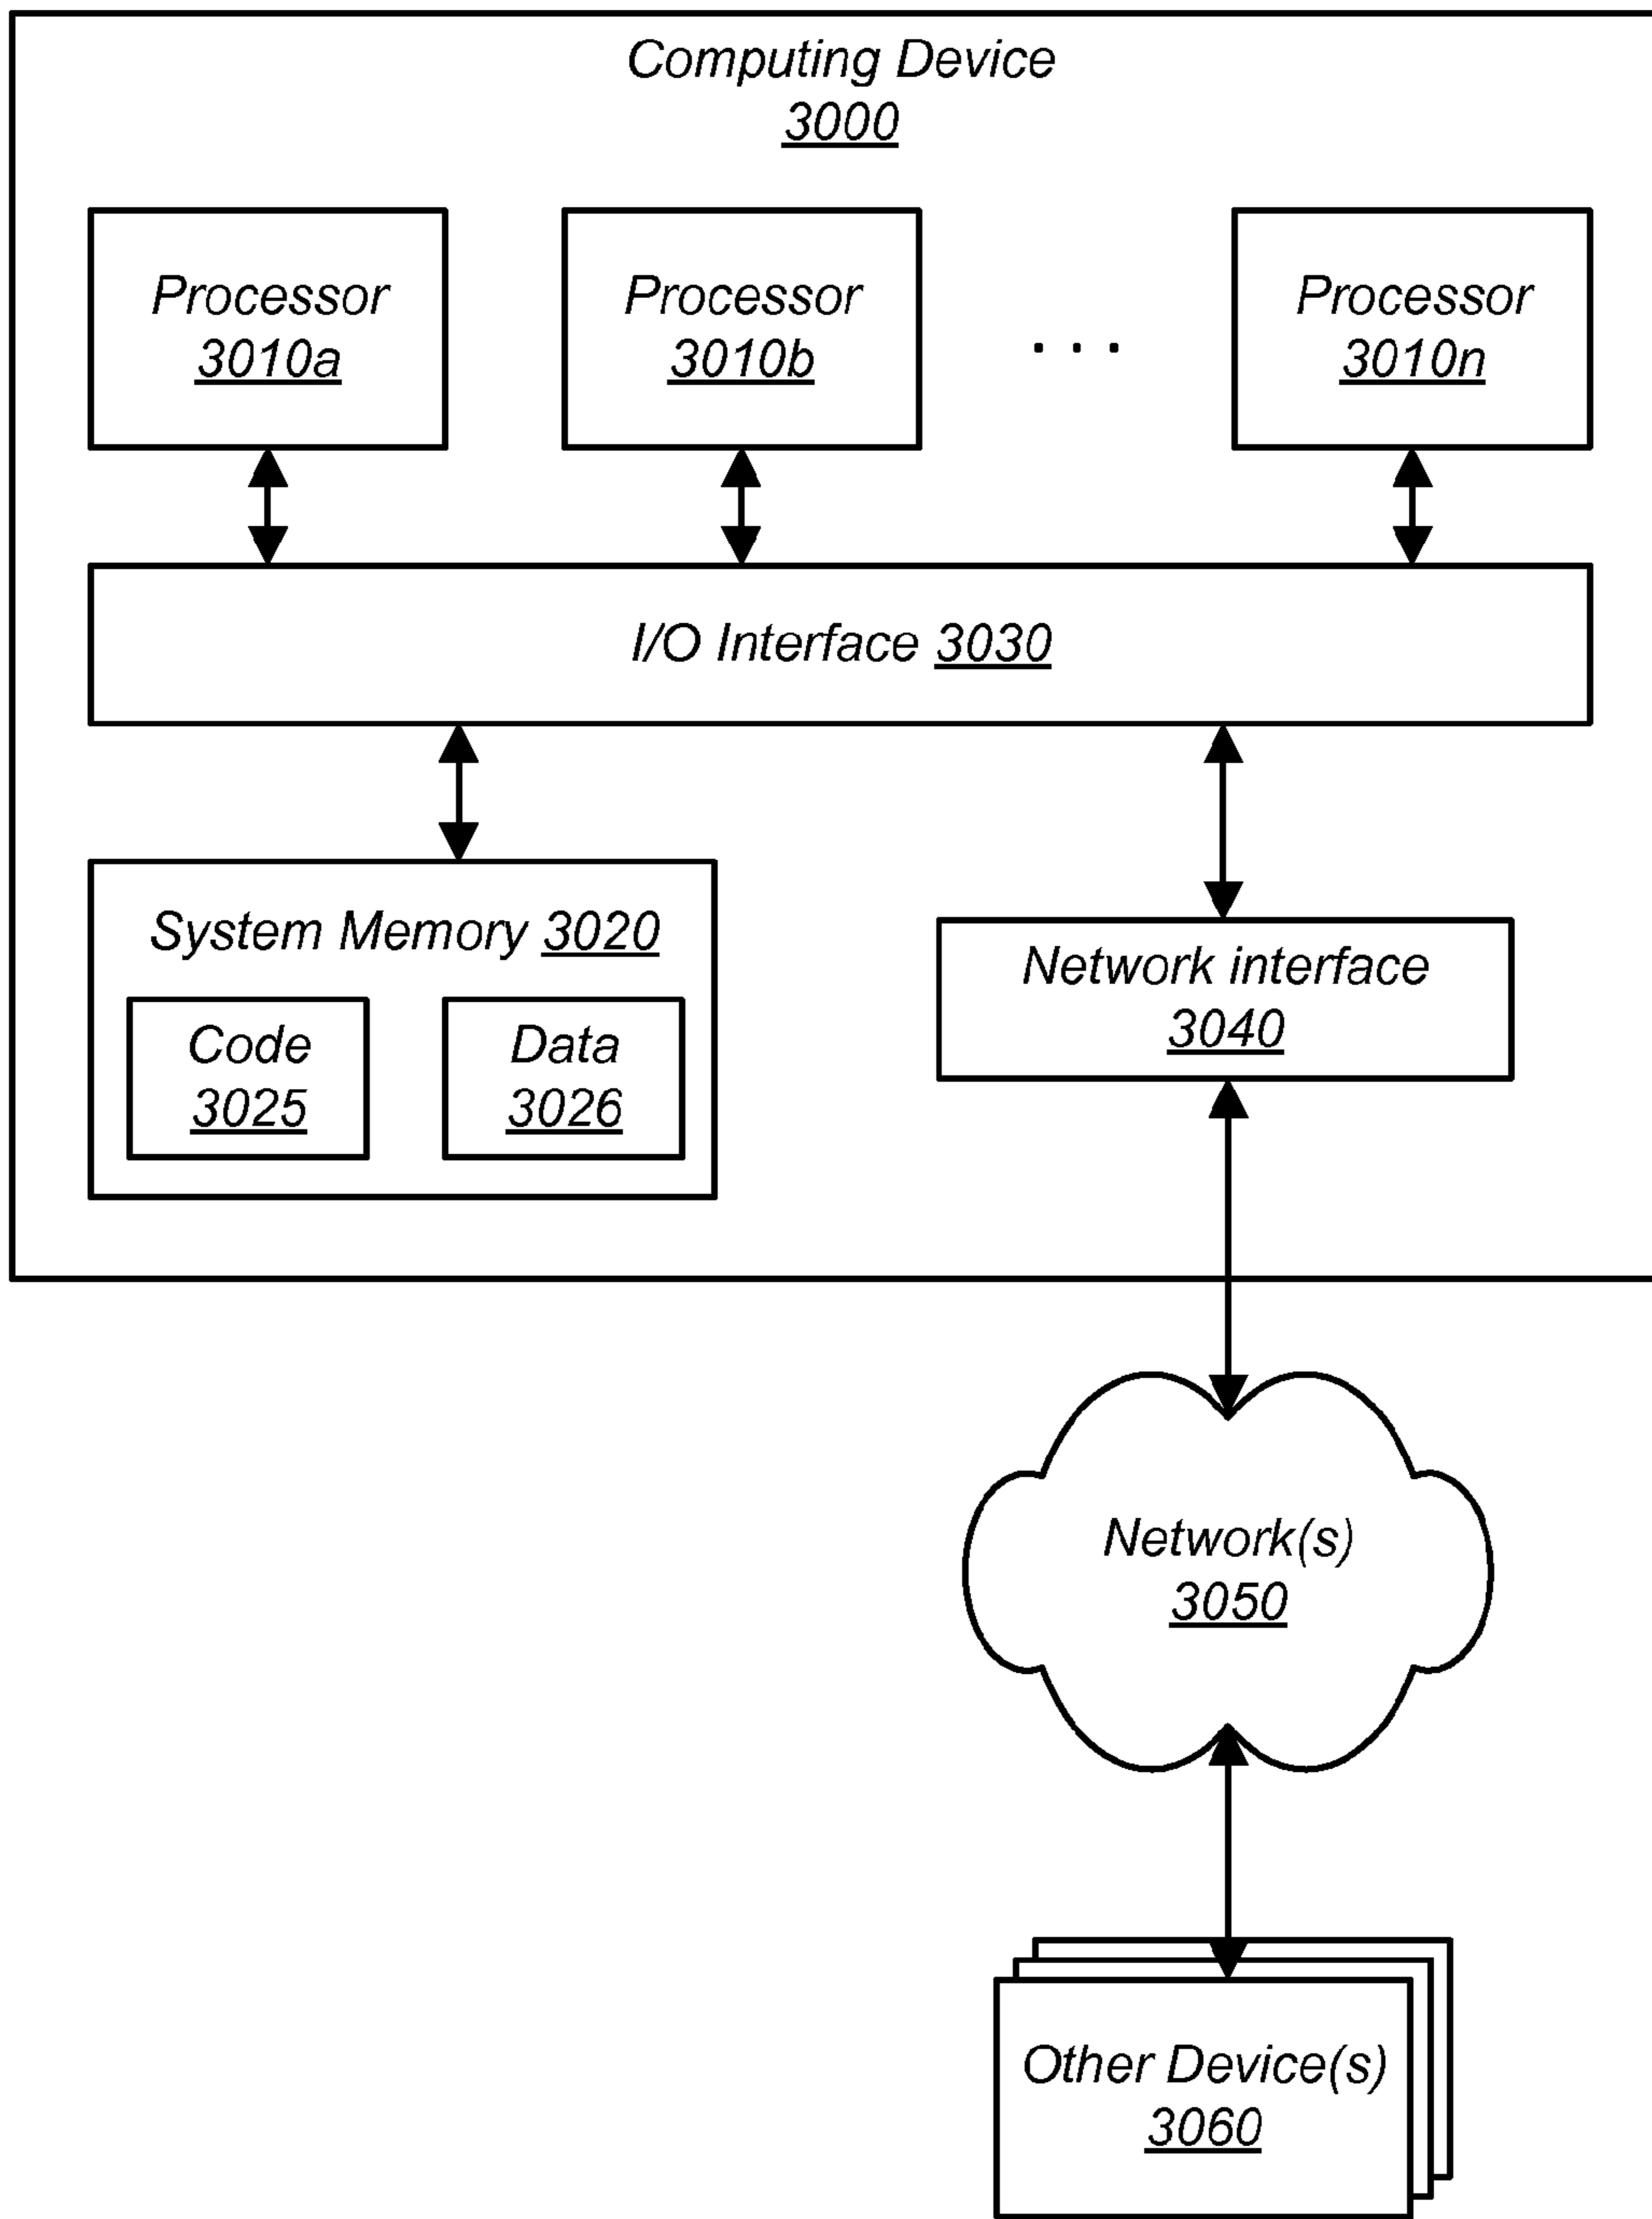 Computing Device
3000
Processor
3010a
Processor
3010b
. . .
Processor
3010n
I/O Interface 3030
System Memory 3020
Code
3025
Data
3026
Network interface
3040
Network(s)
3050
Other Device(s)
3060